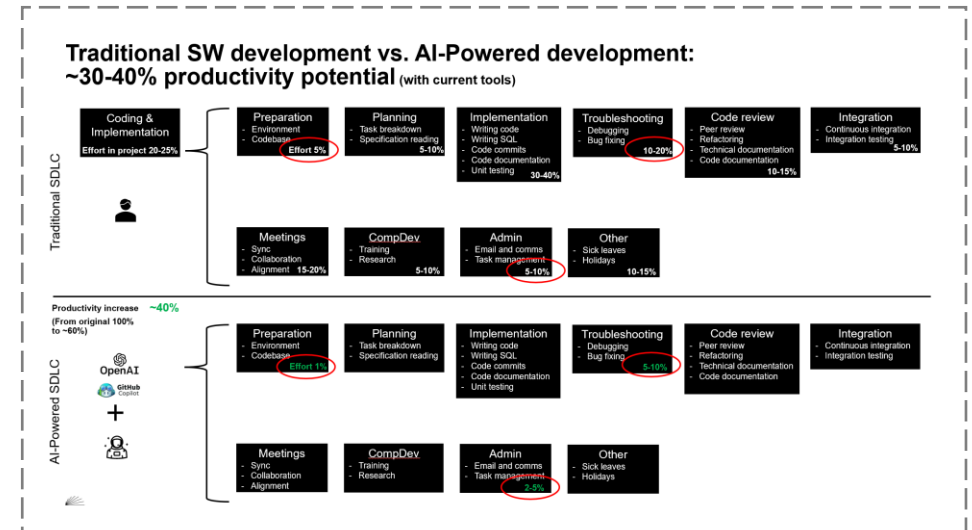 Traditional SW development vs. AI-Powered development:
~30-40% productivity potential (with current tools)
Traditional SDLC
Coding &
Implementation
Effort in project 20-25%
Preparation
- Environment
- Codebase
Effort 5%
Planning
- Task breakdown
- Specification reading
5-10%
Implementation
- Writing code
- Writing SQL
- Code commits
- Code documentation
- Unit testing
30-40%
Troubleshooting
- Debugging
- Bug fixing
10-20%
Code review
- Peer review
- Refactoring
- Technical documentation
- Code documentation
10-15%
Integration
- Continuous integration
- Integration testing
5-10%
Meetings
- Sync
- Collaboration
- Alignment 15-20%
CompDev
- Training
- Research
5-10%
Admin
- Email and comms
- Task management
5-10%
Other
- Sick leaves
- Holidays
10-15%
Productivity increase ~40%
(From original 100%
to ~60%)
AI-Powered SDLC
OpenAI
GitHub
Copilot
+
Preparation
- Environment
- Codebase
Effort 1%
Planning
- Task breakdown
- Specification reading
Implementation
- Writing code
- Writing SQL
- Code commits
- Code documentation
- Unit testing
Troubleshooting
- Debugging
- Bug fixing
5-10%
Code review
- Peer review
- Refactoring
- Technical documentation
- Code documentation
Integration
- Continuous integration
- Integration testing
Meetings
- Sync
- Collaboration
- Alignment
CompDev
- Training
- Research
Admin
- Email and comms
- Task management
2-5%
Other
- Sick leaves
- Holidays